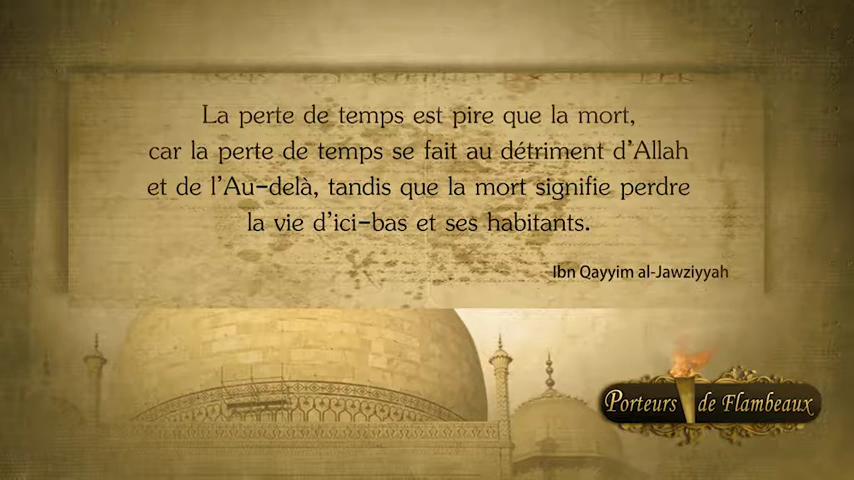 La perte de temps est pire que la mort,
car la perte de temps se fait au détriment d'Allah
et de l'Au-delà, tandis que la mort signifie perdre
la vie d'ici-bas et ses habitants.
Ibn Qayyim al-Jawziyyah
Porteurs de Flambeaux